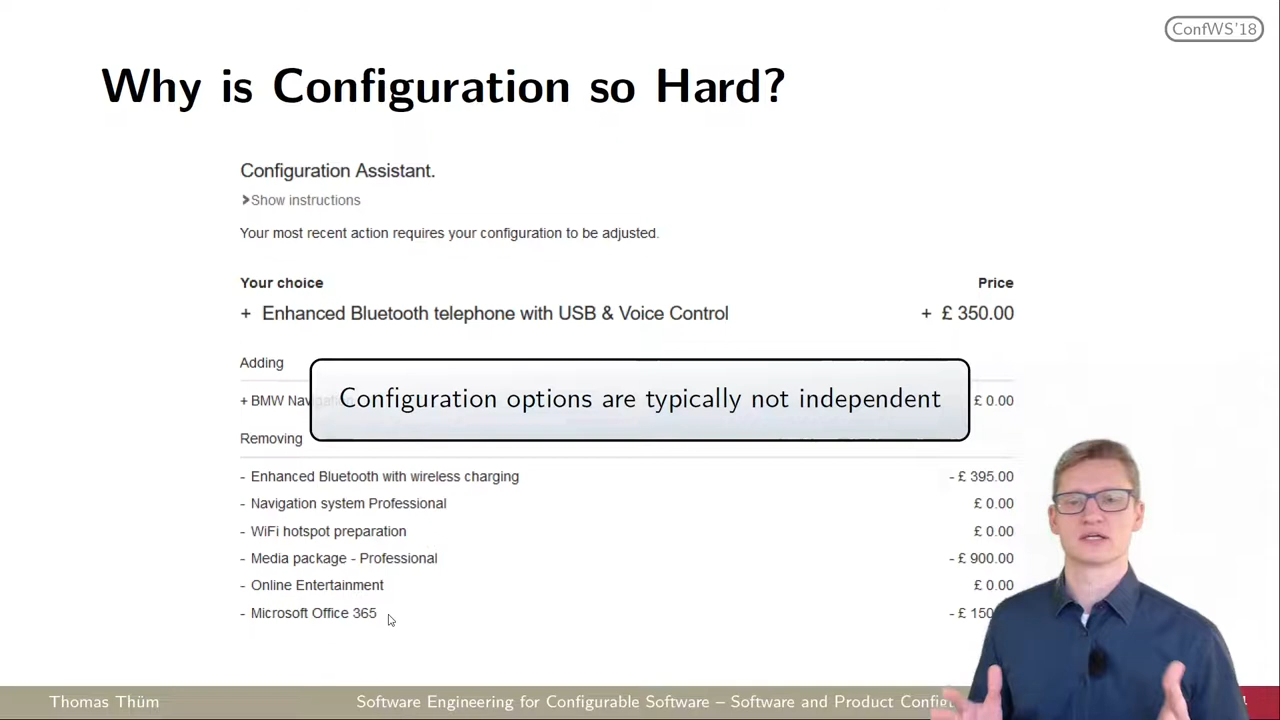 ConfWS'18
Why is Configuration so Hard?
Configuration Assistant.
Show instructions
Your most recent action requires your configuration to be adjusted.
Your choice Price
+ Enhanced Bluetooth telephone with USB & Voice Control + £ 350.00
Adding
Configuration options are typically not independent
+ BMW £ 0.00
Removing
- Enhanced Bluetooth with wireless charging - £ 395.00
- Navigation system Professional £ 0.00
- WiFi hotspot preparation £ 0.00
- Media package - Professional - £ 900.00
- Online Entertainment £ 0.00
- Microsoft Office 365 - £ 150
Thomas Thüm Software Engineering for Configurable Software – Software and Product